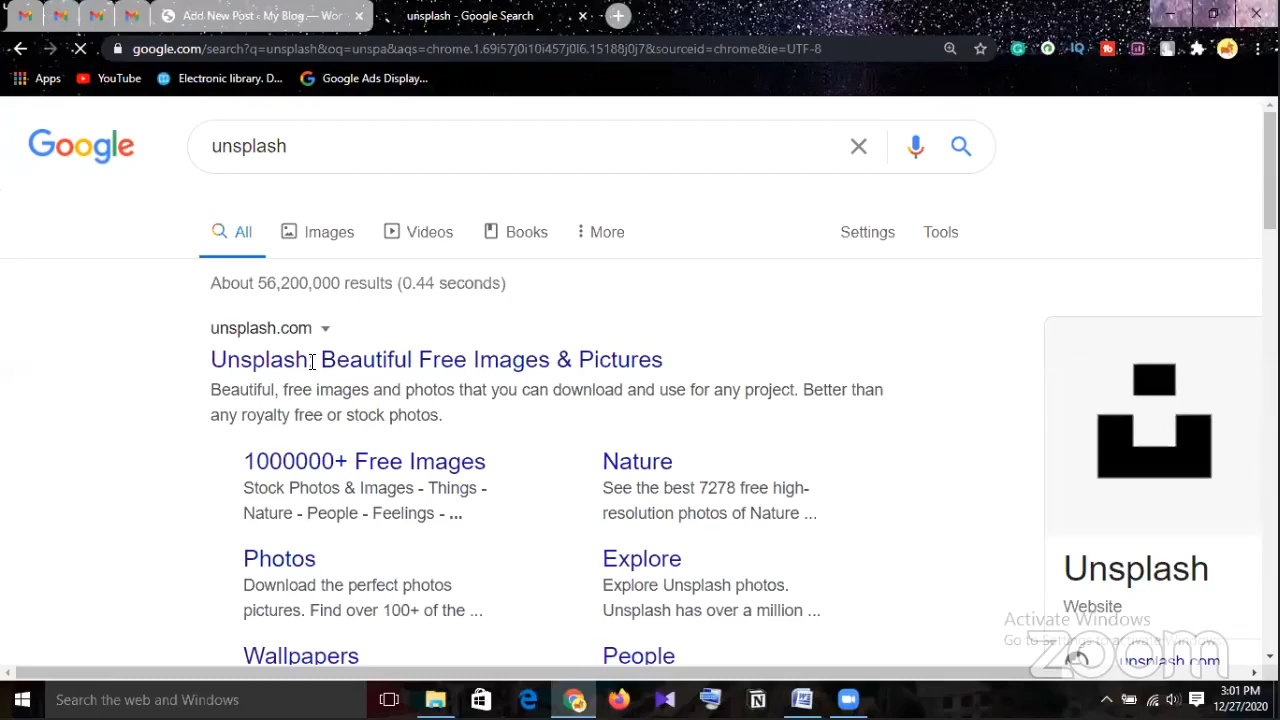 Add New Post ‹ My Blog — Wor
unsplash - Google Search
google.com/search?q=unsplash&oq=unspa&aqs=chrome.1.69i57j0i10i457j0l6.15188j0j7&sourceid=chrome&ie=UTF-8
Apps
YouTube
Electronic library. D...
Google Ads Display...
Google
unsplash
All
Images
Videos
Books
More
Settings
Tools
About 56,200,000 results (0.44 seconds)
unsplash.com
Unsplash: Beautiful Free Images & Pictures
Beautiful, free images and photos that you can download and use for any project. Better than
any royalty free or stock photos.
1000000+ Free Images
Stock Photos & Images - Things -
Nature - People - Feelings - ...
Nature
See the best 7278 free high-
resolution photos of Nature ...
Photos
Download the perfect photos
pictures. Find over 100+ of the ...
Explore
Explore Unsplash photos.
Unsplash has over a million ...
Wallpapers
People
Unsplash
Website
unsplash.com
Activate Windows
Go to Settings to activate Windows.
zoom
Search the web and Windows
3:01 PM
12/27/2020